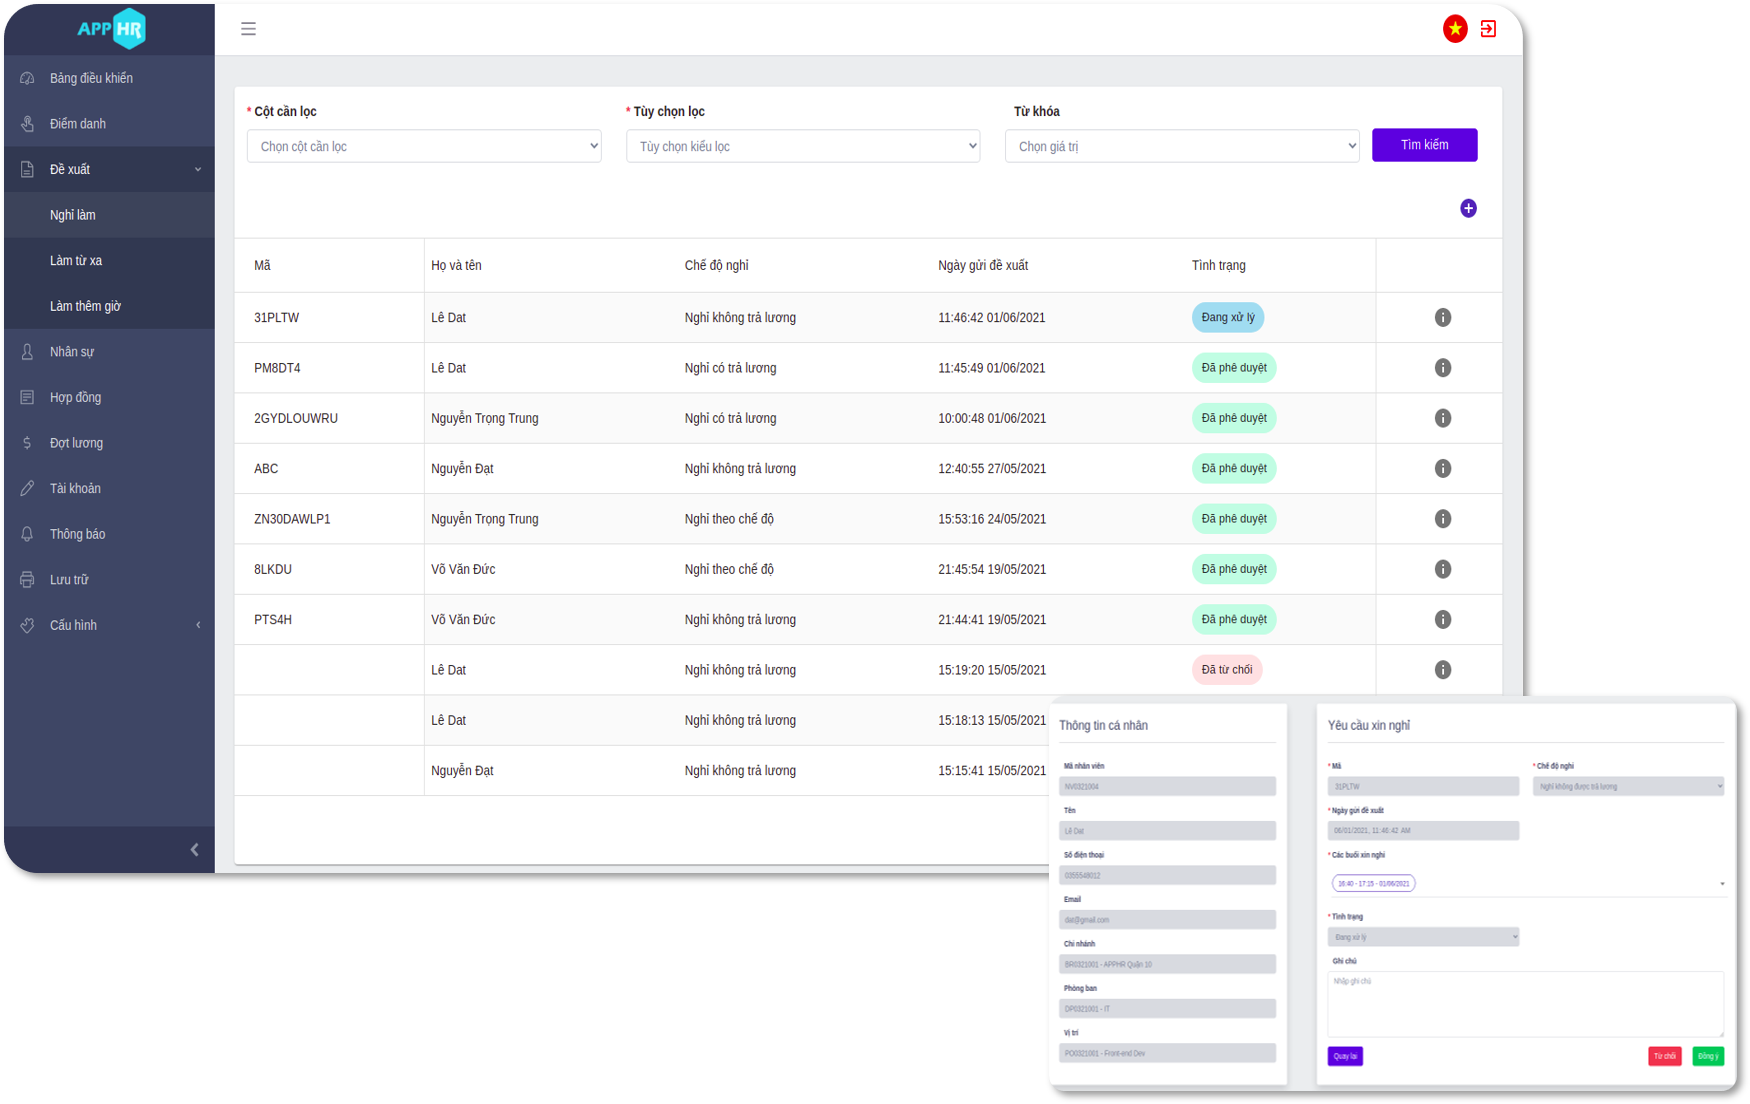 APP HR
Bảng điều khiển
Điểm danh
Đề xuất
Nghỉ làm
Làm từ xa
Làm thêm giờ
Nhân sự
Hợp đồng
Đợt lương
Tài khoản
Thông báo
Lưu trữ
Cấu hình
* Cột cần lọc * Tùy chọn lọc Từ khóa
Chọn cột cần lọc Tùy chọn kiểu lọc Chọn giá trị Tìm kiếm
Mã Họ và tên Chế độ nghỉ Ngày gửi đề xuất Tình trạng
31PLTW Lê Dat Nghỉ không trả lương 11:46:42 01/06/2021 Đang xử lý
PM8DT4 Lê Dat Nghỉ có trả lương 11:45:49 01/06/2021 Đã phê duyệt
2GYDLOUWRU Nguyễn Trọng Trung Nghỉ có trả lương 10:00:48 01/06/2021 Đã phê duyệt
ABC Nguyễn Đạt Nghỉ không trả lương 12:40:55 27/05/2021 Đã phê duyệt
ZN30DAWLP1 Nguyễn Trọng Trung Nghỉ theo chế độ 15:53:16 24/05/2021 Đã phê duyệt
8LKDU Võ Văn Đức Nghỉ theo chế độ 21:45:54 19/05/2021 Đã phê duyệt
PTS4H Võ Văn Đức Nghỉ không trả lương 21:44:41 19/05/2021 Đã phê duyệt
Lê Dat Nghỉ không trả lương 15:19:20 15/05/2021 Đã từ chối
Lê Dat Nghỉ không trả lương 15:18:13 15/05/2021
Nguyễn Đạt Nghỉ không trả lương 15:15:41 15/05/2021
Thông tin cá nhân
Mã nhân viên
NV0321004
Tên
Lê Dat
Số điện thoại
0355548012
Email
dat@gmail.com
Chi nhánh
BR0321001 - APPHR Quận 10
Phòng ban
DP0321001 - IT
Vị trí
PO0321001 - Front-end Dev
Yêu cầu xin nghỉ
* Mã * Chế độ nghỉ
31PLTW Nghỉ không được trả lương
* Ngày gửi đề xuất
06/01/2021, 11:46:42 AM
* Các buổi xin nghỉ
16:40 - 17:15 - 01/06/2021
* Tình trạng
Đang xử lý
Ghi chú
Nhập ghi chú
Quay lại Từ chối Đồng ý